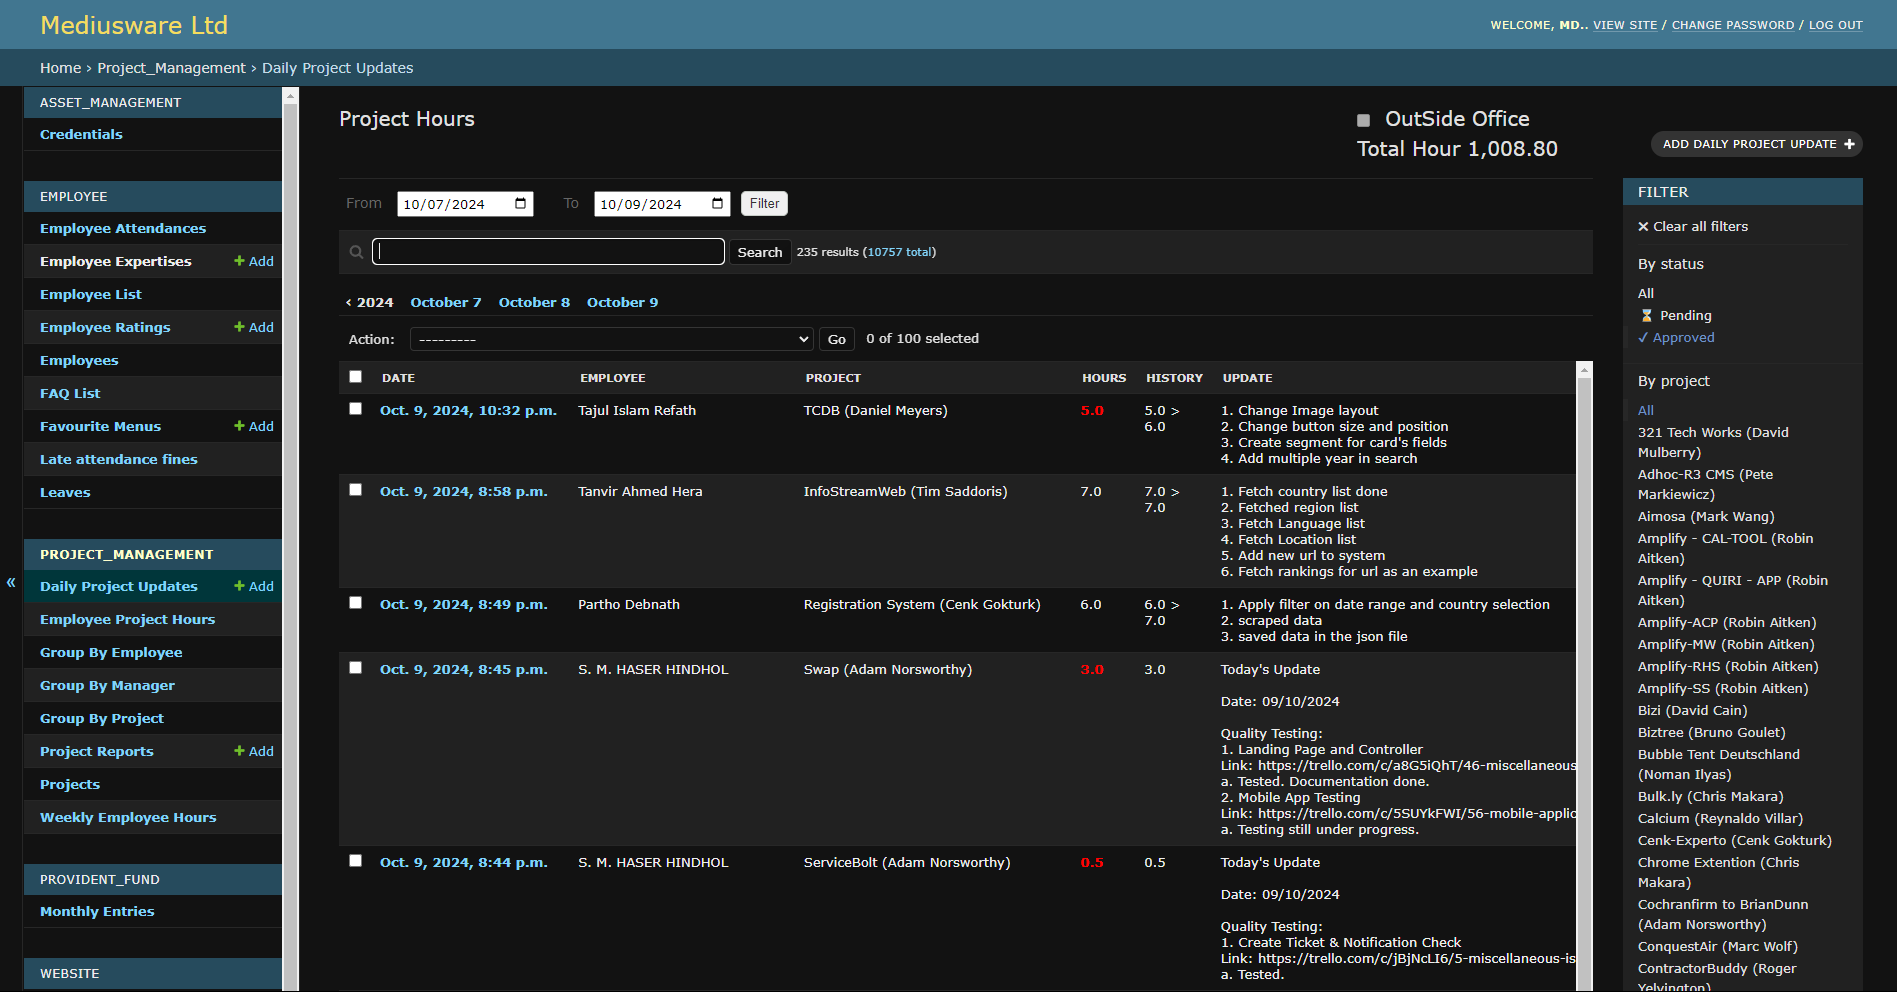 Mediusware Ltd
WELCOME, MD.. VIEW SITE / CHANGE PASSWORD / LOG OUT
Home › Project_Management › Daily Project Updates
ASSET_MANAGEMENT
Credentials
EMPLOYEE
Employee Attendances
Employee Expertises + Add
Employee List
Employee Ratings + Add
Employees
FAQ List
Favourite Menus + Add
Late attendance fines
Leaves
PROJECT_MANAGEMENT
Daily Project Updates + Add
Employee Project Hours
Group By Employee
Group By Manager
Group By Project
Project Reports + Add
Projects
Weekly Employee Hours
PROVIDENT_FUND
Monthly Entries
WEBSITE
«
Project Hours
OutSide Office
Total Hour 1,008.80
ADD DAILY PROJECT UPDATE +
From 10/07/2024 To 10/09/2024 Filter
Search 235 results (10757 total)
‹ 2024 October 7 October 8 October 9
Action: --------- Go 0 of 100 selected
DATE EMPLOYEE PROJECT HOURS HISTORY UPDATE
Oct. 9, 2024, 10:32 p.m. Tajul Islam Refath TCDB (Daniel Meyers) 5.0 5.0 > 1. Change Image layout
6.0 2. Change button size and position
3. Create segment for card's fields
4. Add multiple year in search
Oct. 9, 2024, 8:58 p.m. Tanvir Ahmed Hera InfoStreamWeb (Tim Saddoris) 7.0 7.0 > 1. Fetch country list done
7.0 2. Fetched region list
3. Fetch Language list
4. Fetch Location list
5. Add new url to system
6. Fetch rankings for url as an example
Oct. 9, 2024, 8:49 p.m. Partho Debnath Registration System (Cenk Gokturk) 6.0 6.0 > 1. Apply filter on date range and country selection
7.0 2. scraped data
3. saved data in the json file
Oct. 9, 2024, 8:45 p.m. S. M. HASER HINDHOL Swap (Adam Norsworthy) 3.0 3.0 Today's Update
Date: 09/10/2024
Quality Testing:
1. Landing Page and Controller
Link: https://trello.com/c/a8G5iQhT/46-miscellaneous
a. Tested. Documentation done.
2. Mobile App Testing
Link: https://trello.com/c/5SUYkFWI/56-mobile-applic
a. Testing still under progress.
Oct. 9, 2024, 8:44 p.m. S. M. HASER HINDHOL ServiceBolt (Adam Norsworthy) 0.5 0.5 Today's Update
Date: 09/10/2024
Quality Testing:
1. Create Ticket & Notification Check
Link: https://trello.com/c/jBjNcLI6/5-miscellaneous-is
a. Tested.
FILTER
✕ Clear all filters
By status
All
⌛ Pending
✓ Approved
By project
All
321 Tech Works (David
Mulberry)
Adhoc-R3 CMS (Pete
Markiewicz)
Aimosa (Mark Wang)
Amplify - CAL-TOOL (Robin
Aitken)
Amplify - QUIRI - APP (Robin
Aitken)
Amplify-ACP (Robin Aitken)
Amplify-MW (Robin Aitken)
Amplify-RHS (Robin Aitken)
Amplify-SS (Robin Aitken)
Bizi (David Cain)
Biztree (Bruno Goulet)
Bubble Tent Deutschland
(Noman Ilyas)
Bulk.ly (Chris Makara)
Calcium (Reynaldo Villar)
Cenk-Experto (Cenk Gokturk)
Chrome Extention (Chris
Makara)
Cochranfirm to BrianDunn
(Adam Norsworthy)
ConquestAir (Marc Wolf)
ContractorBuddy (Roger
Yelvington)